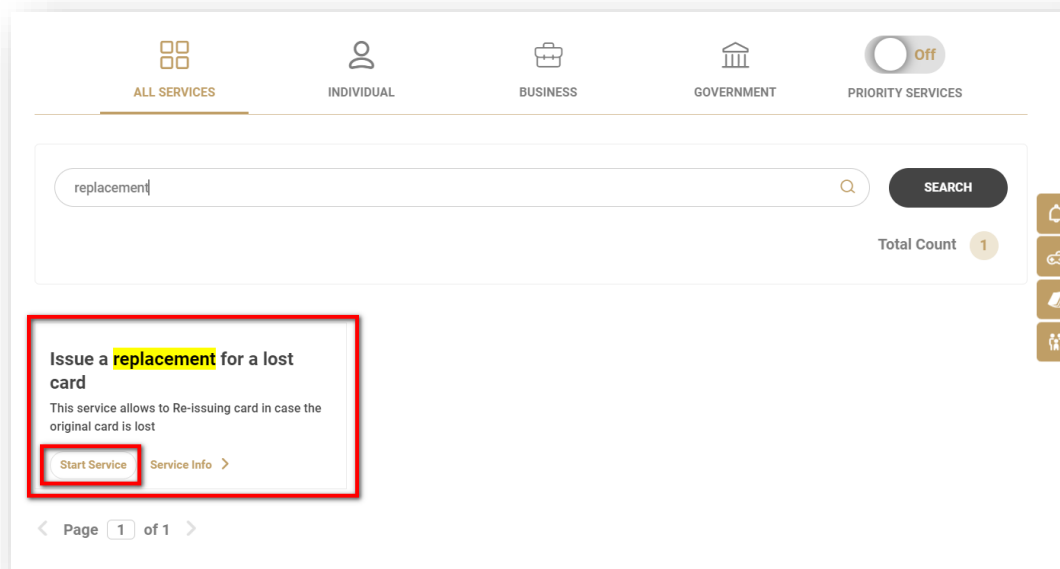 ALL SERVICES
INDIVIDUAL
BUSINESS
GOVERNMENT
Off
PRIORITY SERVICES
replacement
SEARCH
Total Count 1
Issue a replacement for a lost
card
This service allows to Re-issuing card in case the
original card is lost
Start Service
Service Info
Page 1 of 1